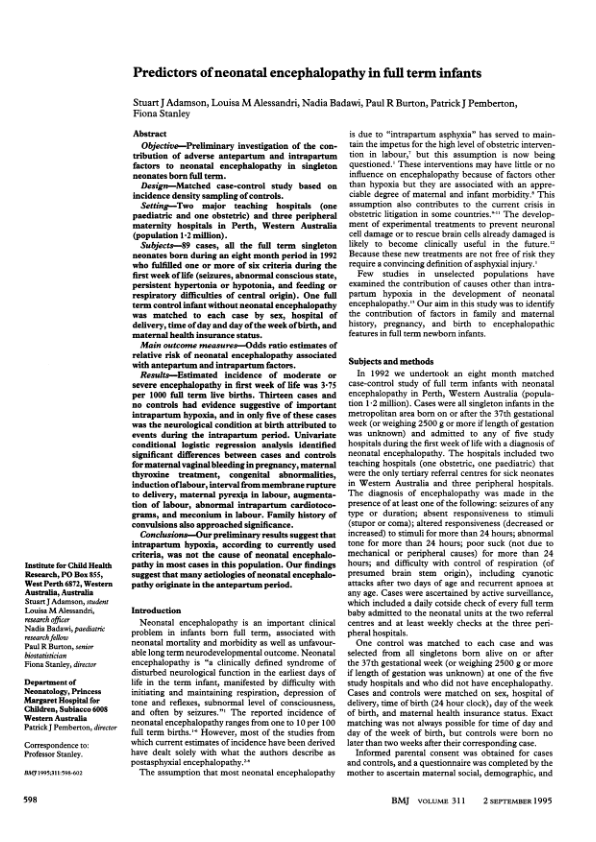 Predictors of neonatal encephalopathy in full term infants
Stuart J Adamson, Louisa M Alessandri, Nadia Badawi, Paul R Burton, Patrick J Pemberton,
Fiona Stanley
Abstract
Objective—Preliminary investigation of the con-
tribution of adverse antepartum and intrapartum
factors to neonatal encephalopathy in singleton
neonates born full term.
Design—Matched case-control study based on
incidence density sampling of controls.
Setting—Two major teaching hospitals (one
paediatric and one obstetric) and three peripheral
maternity hospitals in Perth, Western Australia
(population 1·2 million).
Subjects—89 cases, all the full term singleton
neonates born during an eight month period in 1992
who fulfilled one or more of six criteria during the
first week of life (seizures, abnormal conscious state,
persistent hypertonia or hypotonia, and feeding or
respiratory difficulties of central origin). One full
term control infant without neonatal encephalopathy
was matched to each case by sex, hospital of
delivery, time of day and day of the week of birth, and
maternal health insurance status.
Main outcome measures—Odds ratio estimates of
relative risk of neonatal encephalopathy associated
with antepartum and intrapartum factors.
Results—Estimated incidence of moderate or
severe encephalopathy in first week of life was 3·75
per 1000 full term live births. Thirteen cases and
no controls had evidence suggestive of important
intrapartum hypoxia, and in only five of these cases
was the neurological condition at birth attributed to
events during the intrapartum period. Univariate
conditional logistic regression analysis identified
significant differences between cases and controls
for maternal vaginal bleeding in pregnancy, maternal
thyroxine treatment, congenital abnormalities,
induction of labour, interval from membrane rupture
to delivery, maternal pyrexia in labour, augmenta-
tion of labour, abnormal intrapartum cardiotoco-
grams, and meconium in labour. Family history of
convulsions also approached significance.
Conclusions—Our preliminary results suggest that
intrapartum hypoxia, according to currently used
criteria, was not the cause of neonatal encephalo-
pathy in most cases in this population. Our findings
suggest that many aetiologies of neonatal encephalo-
pathy originate in the antepartum period.
Introduction
Neonatal encephalopathy is an important clinical
problem in infants born full term, associated with
neonatal mortality and morbidity as well as unfavour-
able long term neurodevelopmental outcome. Neonatal
encephalopathy is "a clinically defined syndrome of
disturbed neurological function in the earliest days of
life in the term infant, manifested by difficulty with
initiating and maintaining respiration, depression of
tone and reflexes, subnormal level of consciousness,
and often by seizures."¹ The reported incidence of
neonatal encephalopathy ranges from one to 10 per 100
full term births. However, most of the studies from
which current estimates of incidence have been derived
have dealt solely with what the authors describe as
postasphyxial encephalopathy.
The assumption that most neonatal encephalopathy
is due to "intrapartum asphyxia" has served to main-
tain the impetus for the high level of obstetric interven-
tion in labour, but this assumption is now being
questioned. These interventions may have little or no
influence on encephalopathy because of factors other
than hypoxia but they are associated with an appre-
ciable degree of maternal and infant morbidity. This
assumption also contributes to the current crisis in
obstetric litigation in some countries. The develop-
ment of experimental treatments to prevent neuronal
cell damage or to rescue brain cells already damaged is
likely to become clinically useful in the future.¹²
Because these new treatments are not free of risk they
require a convincing definition of asphyxial injury.
Few studies in unselected populations have
examined the contribution of causes other than intra-
partum hypoxia in the development of neonatal
encephalopathy. Our aim in this study was to identify
the contribution of factors in family and maternal
history, pregnancy, and birth to encephalopathic
features in full term newborn infants.
Subjects and methods
In 1992 we undertook an eight month matched
case-control study of full term infants with neonatal
encephalopathy in Perth, Western Australia (popula-
tion 1·2 million). Cases were all singleton infants in the
metropolitan area born on or after the 37th gestational
week (or weighing 2500 g or more if length of gestation
was unknown) and admitted to any of five study
hospitals during the first week of life with a diagnosis of
neonatal encephalopathy. The hospitals included two
teaching hospitals (one obstetric, one paediatric) that
were the only tertiary referral centres for sick neonates
in Western Australia and three peripheral hospitals.
The diagnosis of encephalopathy was made in the
presence of at least one of the following: seizures of any
type or duration; absent responsiveness to stimuli
(stupor or coma); altered responsiveness (decreased or
increased) to stimuli for more than 24 hours; abnormal
tone for more than 24 hours; poor suck (not due to
mechanical or peripheral causes) for more than 24
hours; and difficulty with control of respiration (of
presumed brain stem origin), including cyanotic
attacks after two days of age and recurrent apnoea at
any age. Cases were ascertained by active surveillance,
which included a daily cotside check of every full term
baby admitted to the neonatal units at the two referral
centres and at least weekly checks at the three peri-
pheral hospitals.
One control was matched to each case and was
selected from all singletons born alive on or after
the 37th gestational week (or weighing 2500 g or more
if length of gestation was unknown) at one of the five
study hospitals and who did not have encephalopathy.
Cases and controls were matched on sex, hospital of
delivery, time of birth (24 hour clock), day of the week
of birth, and maternal health insurance status. Exact
matching was not always possible for time of day and
day of the week of birth, but controls were born no
later than two weeks after their corresponding case.
Informed parental consent was obtained for cases
and controls, and a questionnaire was completed by the
mother to ascertain maternal social, demographic, and
Institute for Child Health
Research, PO Box 855,
West Perth 6872, Western
Australia, Australia
Stuart J Adamson, student
Louisa M Alessandri,
research officer
Nadia Badawi, paediatric
research fellow
Paul R Burton, senior
biostatistician
Fiona Stanley, director
Department of
Neonatology, Princess
Margaret Hospital for
Children, Subiacco 6008
Western Australia
Patrick J Pemberton, director
Correspondence to:
Professor Stanley.
BMJ 1995;311:598-602
598
BMJ VOLUME 311 2 SEPTEMBER 1995